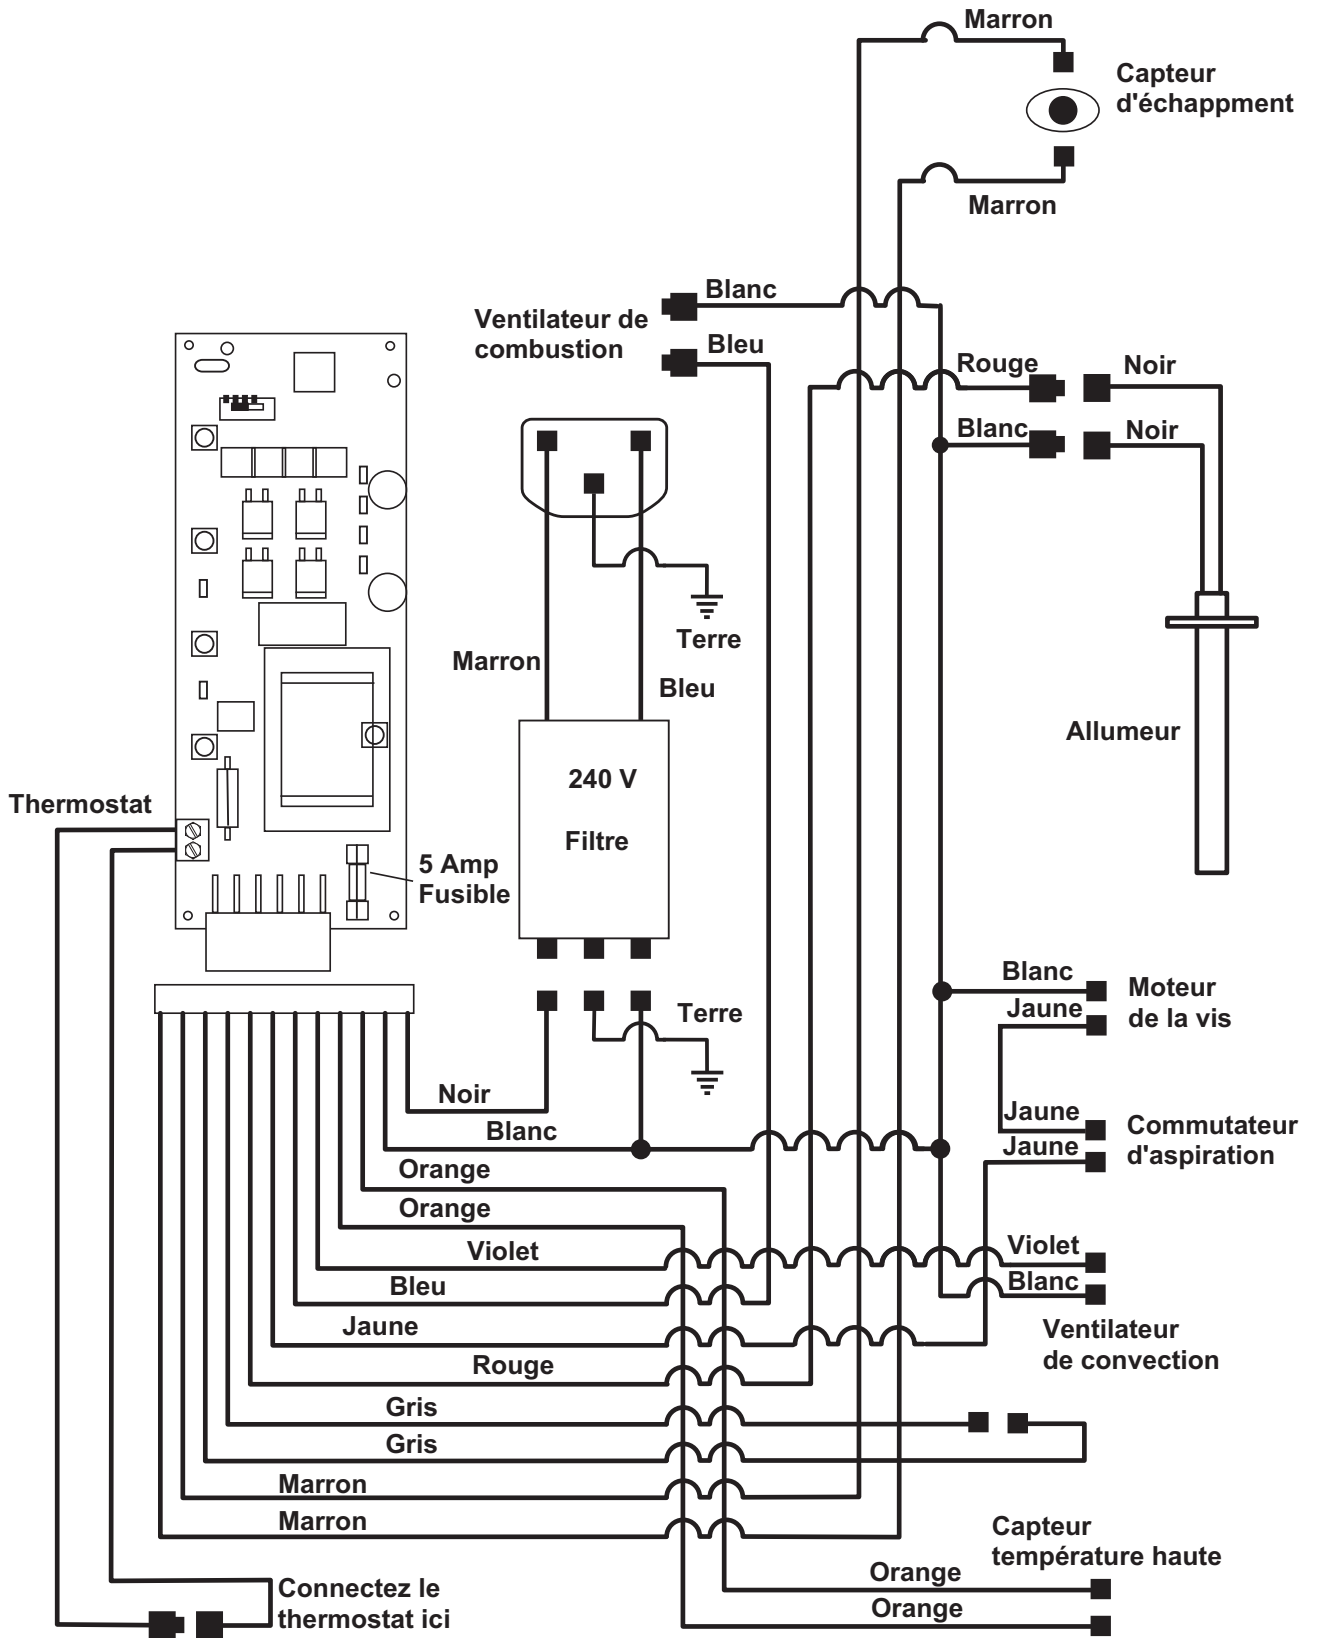 Marron
Capteur
d'échappment
Marron
Blanc
Ventilateur de
combustion
Bleu
Rouge
Noir
Blanc
Noir
Terre
Marron
Bleu
Allumeur
240 V
Filtre
Thermostat
5 Amp
Fusible
Blanc
Moteur
de la vis
Jaune
Terre
Noir
Blanc
Jaune
Commutateur
d'aspiration
Jaune
Orange
Orange
Violet
Violet
Bleu
Blanc
Ventilateur
de convection
Jaune
Rouge
Gris
Gris
Marron
Marron
Capteur
température haute
Orange
Orange
Connectez le
thermostat ici